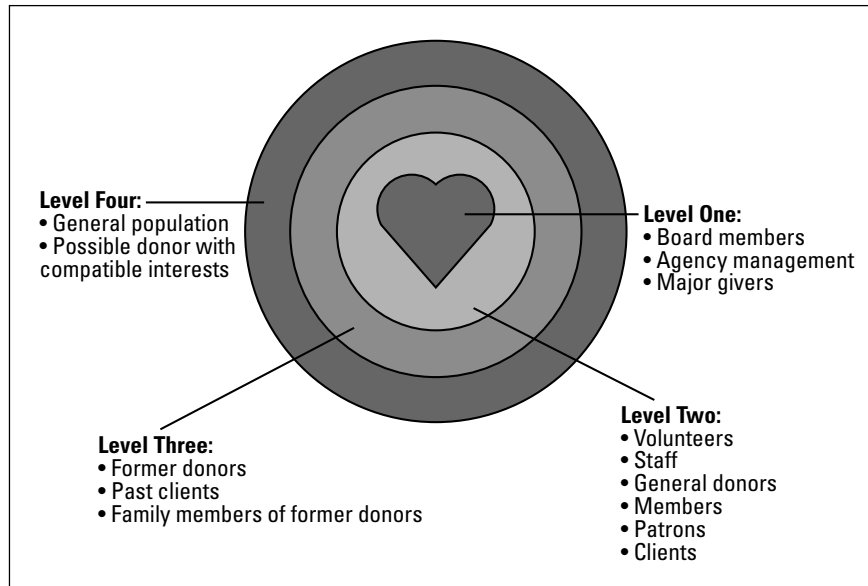 Level Four:
• General population
• Possible donor with
compatible interests
Level One:
• Board members
• Agency management
• Major givers
Level Three:
• Former donors
• Past clients
• Family members of former donors
Level Two:
• Volunteers
• Staff
• General donors
• Members
• Patrons
• Clients